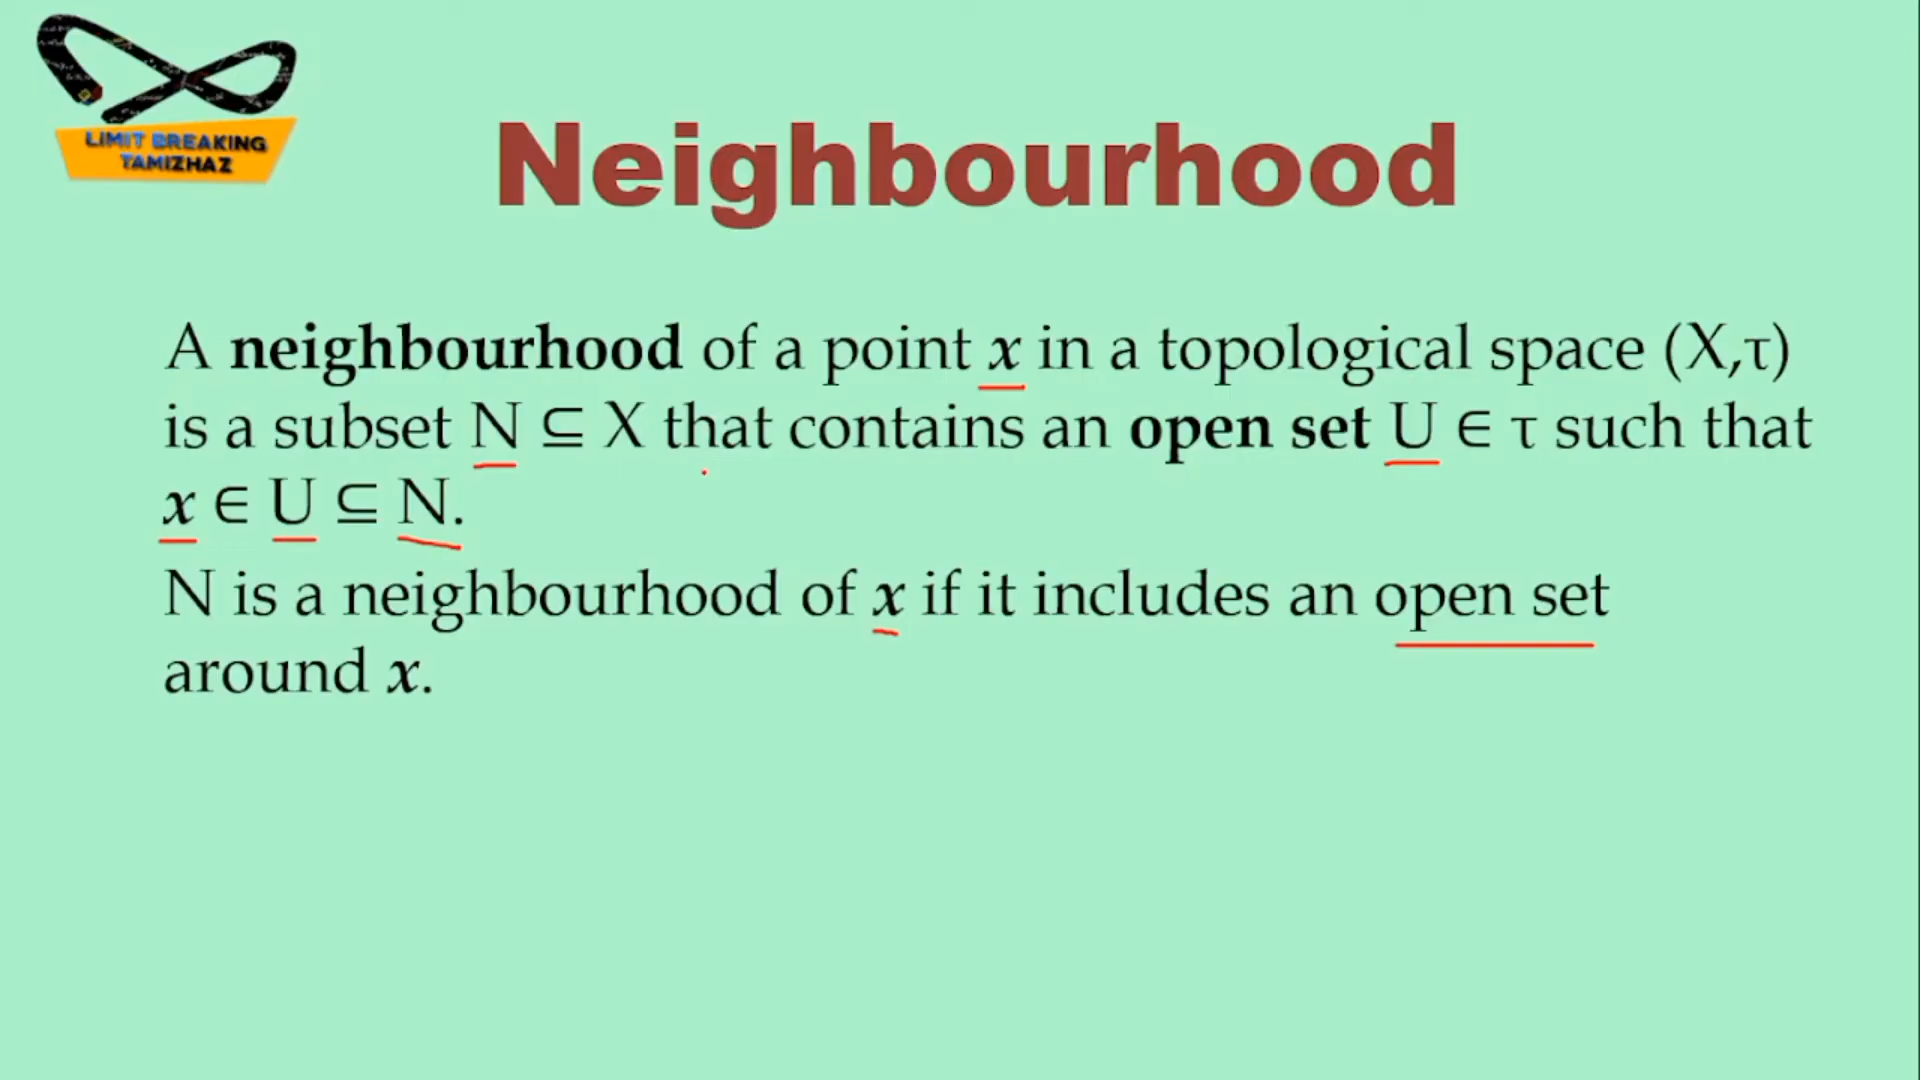 LIMIT BREAKING
TAMIZHAZ
Neighbourhood
A neighbourhood of a point x in a topological space (X,τ)
is a subset N ⊆ X that contains an open set U ∈ τ such that
x ∈ U ⊆ N.
N is a neighbourhood of x if it includes an open set
around x.